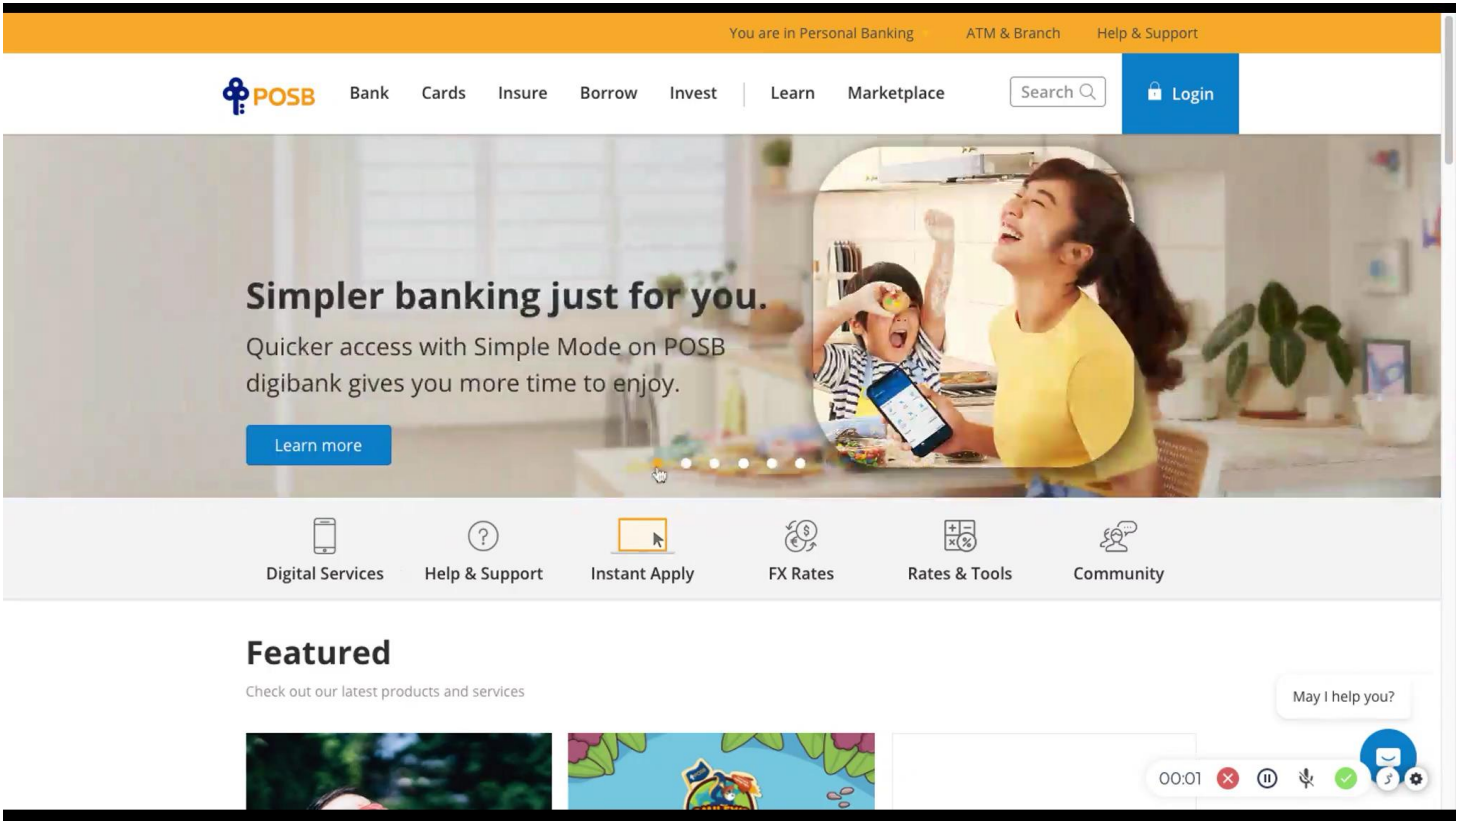 You are in Personal Banking ATM & Branch Help & Support
POSB Bank Cards Insure Borrow Invest Learn Marketplace Search Login
Simpler banking just for you.
Quicker access with Simple Mode on POSB
digibank gives you more time to enjoy.
Learn more
Digital Services Help & Support Instant Apply FX Rates Rates & Tools Community
Featured
Check out our latest products and services
May I help you?
00:01